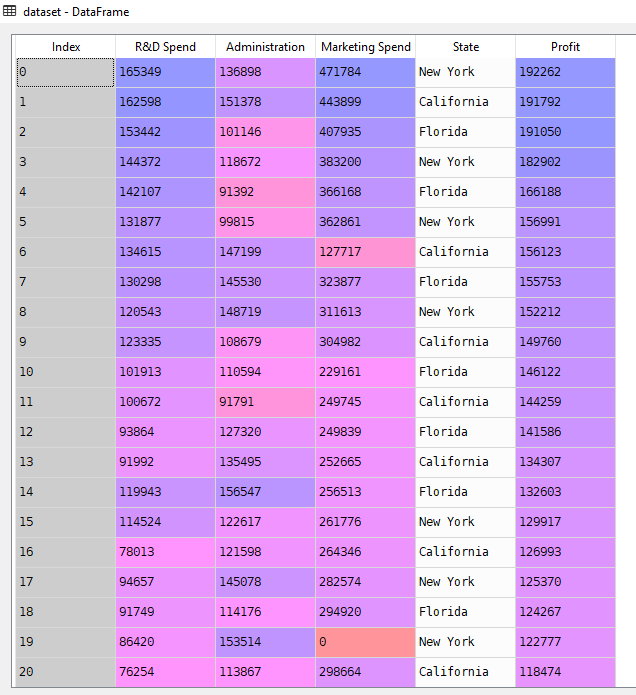 dataset - DataFrame
Index R&D Spend Administration Marketing Spend State Profit
0 165349 136898 471784 New York 192262
1 162598 151378 443899 California 191792
2 153442 101146 407935 Florida 191050
3 144372 118672 383200 New York 182902
4 142107 91392 366168 Florida 166188
5 131877 99815 362861 New York 156991
6 134615 147199 127717 California 156123
7 130298 145530 323877 Florida 155753
8 120543 148719 311613 New York 152212
9 123335 108679 304982 California 149760
10 101913 110594 229161 Florida 146122
11 100672 91791 249745 California 144259
12 93864 127320 249839 Florida 141586
13 91992 135495 252665 California 134307
14 119943 156547 256513 Florida 132603
15 114524 122617 261776 New York 129917
16 78013 121598 264346 California 126993
17 94657 145078 282574 New York 125370
18 91749 114176 294920 Florida 124267
19 86420 153514 0 New York 122777
20 76254 113867 298664 California 118474